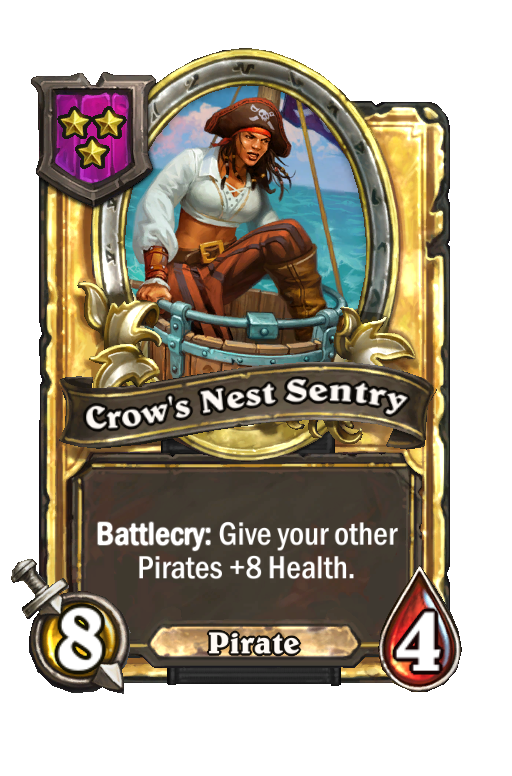 Crow's Nest Sentry
Battlecry: Give your other
Pirates +8 Health.
8
Pirate
4